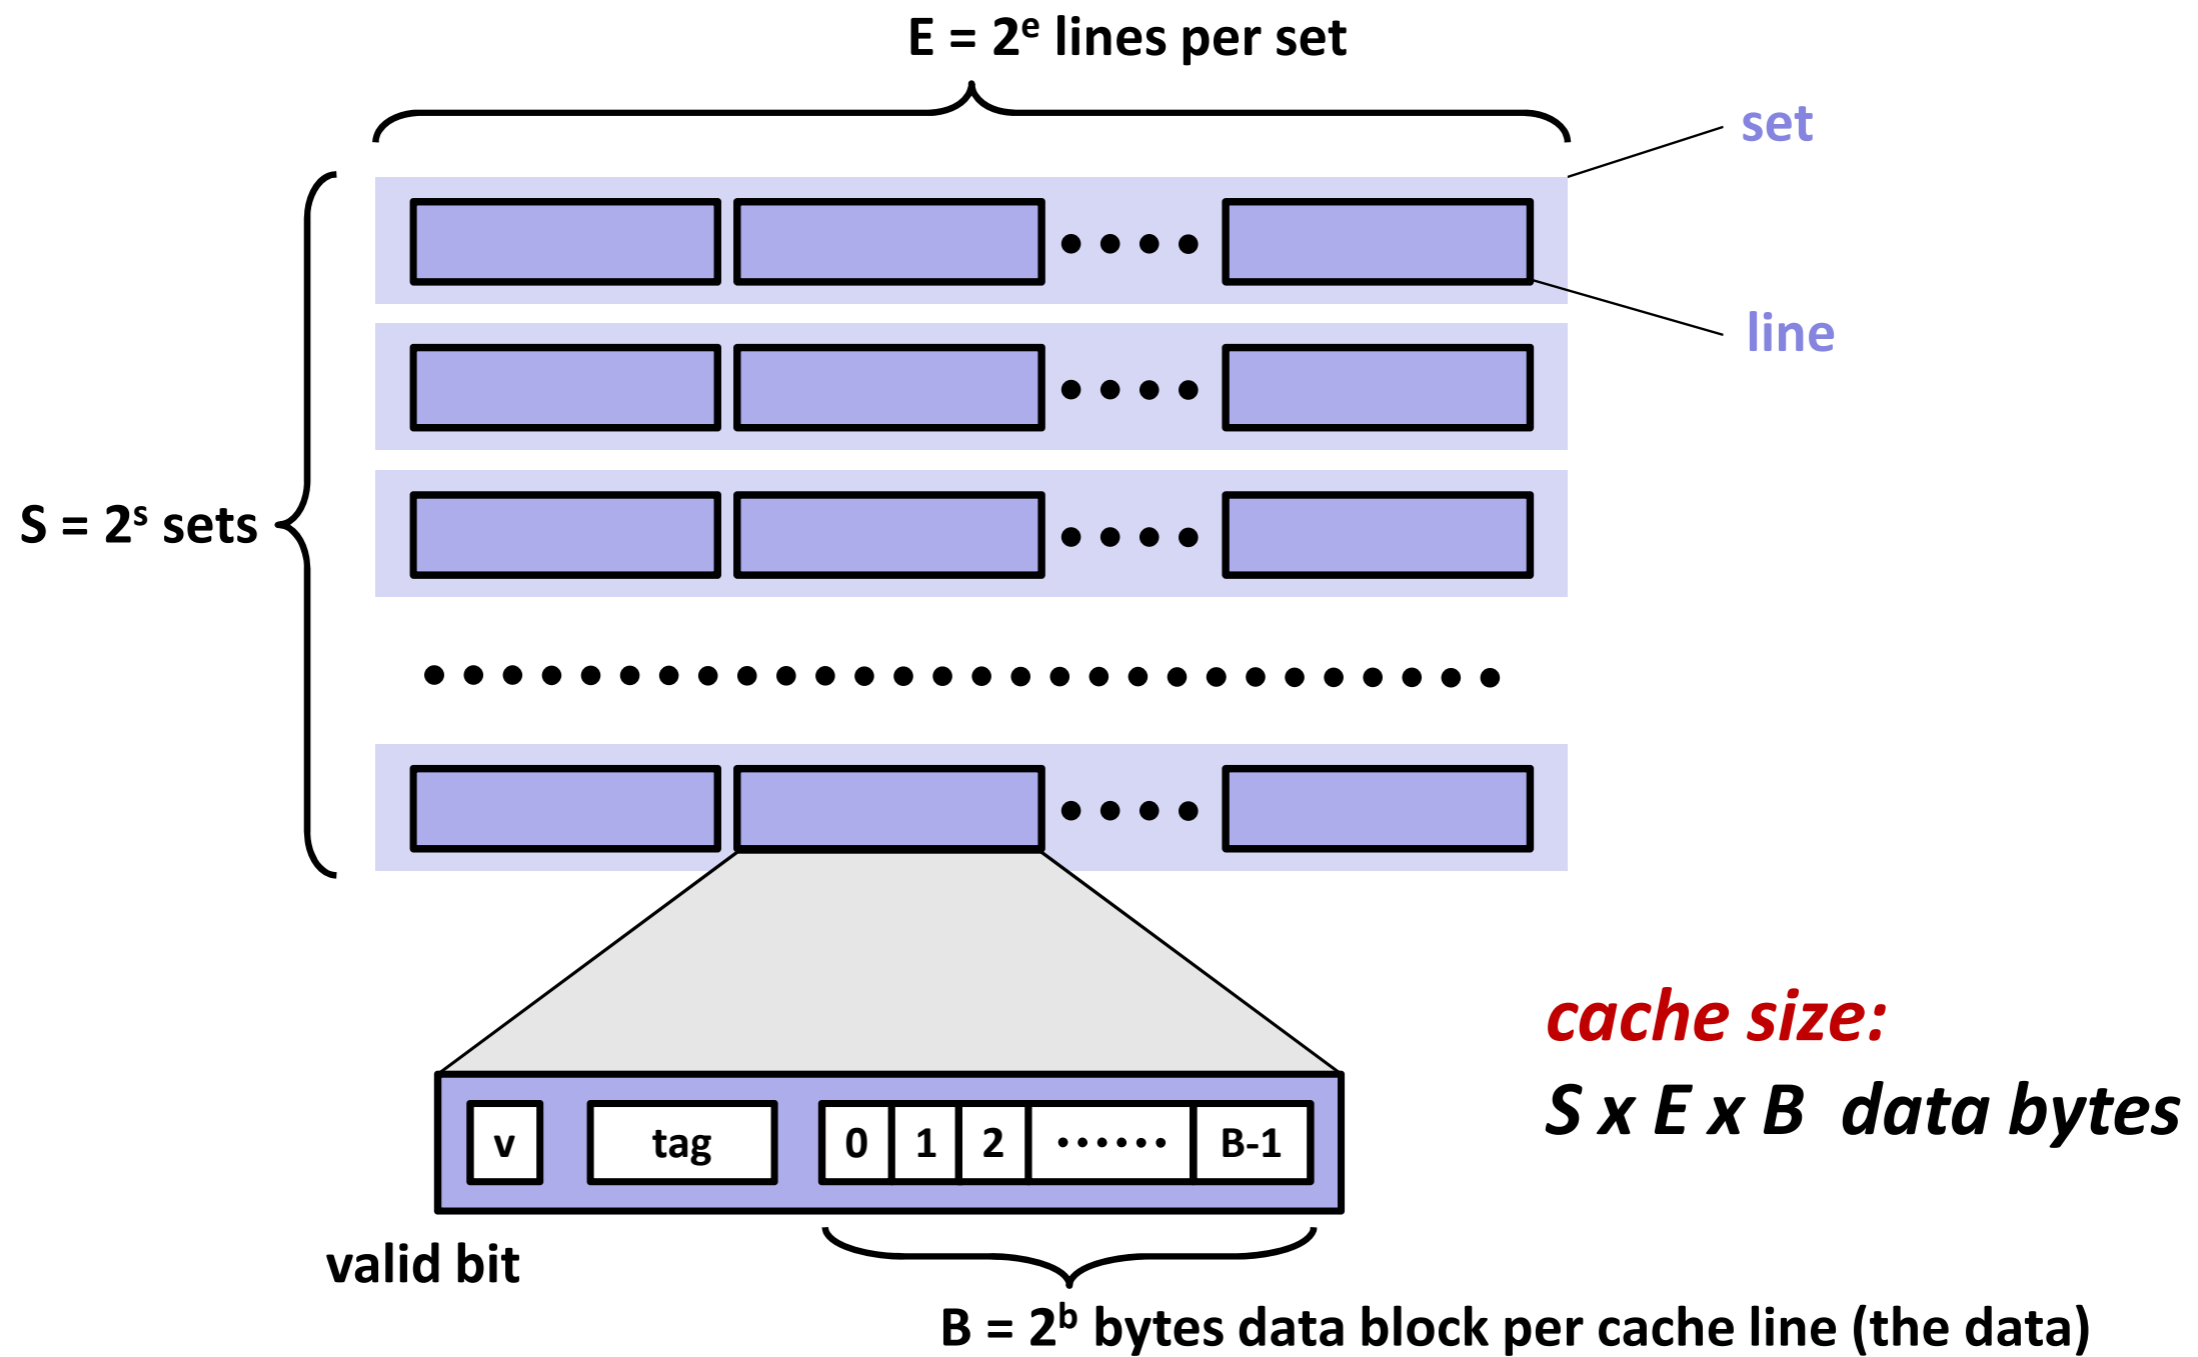 E = 2ᵉ lines per set
set
line
S = 2ˢ sets
v tag 0 1 2 ...... B-1
cache size:
S x E x B data bytes
valid bit
B = 2ᵇ bytes data block per cache line (the data)